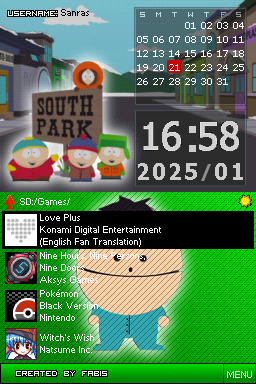 USERNAME: Sanras
S M T W T F S
01 02 03 04
05 06 07 08 09 10 11
12 13 14 15 16 17 18
19 20 21 22 23 24 25
26 27 28 29 30 31
SOUTH
PARK
16:58
2025/01
SD:/Games/
Love Plus
Konami Digital Entertainment
(English Fan Translation)
Nine Hours, Nine Persons,
Nine Doors
Aksys Games
Pokémon
Black Version
Nintendo
Witch's Wish
Natsume Inc.
CREATED BY FABIS
MENU